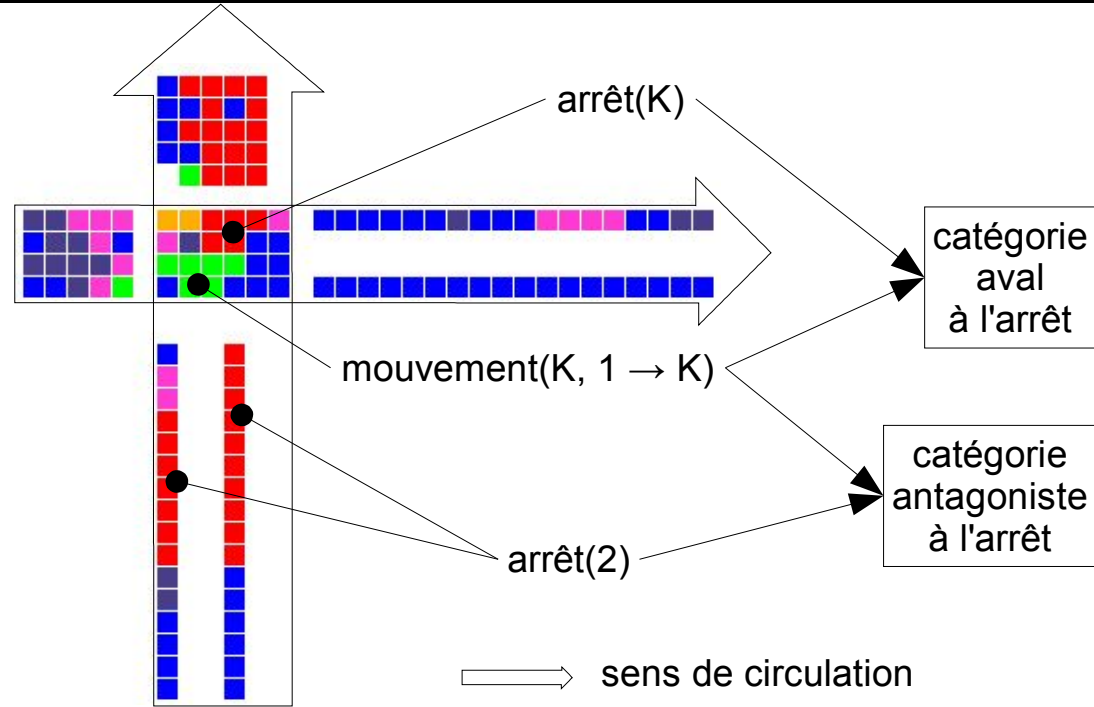 arrêt(K)
catégorie
aval
à l'arrêt
mouvement(K, 1 → K)
catégorie
antagoniste
à l'arrêt
arrêt(2)
sens de circulation